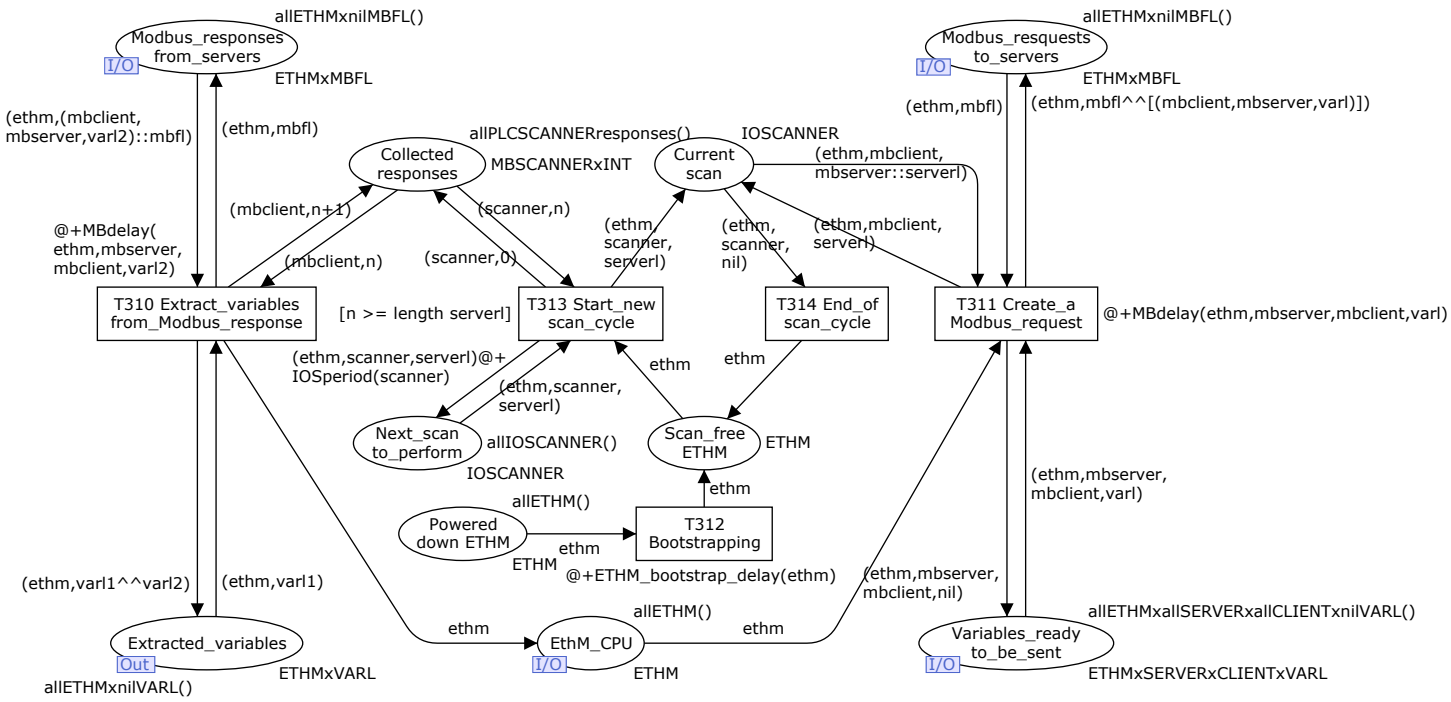 allETHMxnilMBFL()
Modbus_responses
from_servers
I/O
ETHMxMBFL
allETHMxnilMBFL()
Modbus_resquests
to_servers
I/O
ETHMxMBFL
(ethm,(mbclient,
mbserver,varl2)::mbfl)
(ethm,mbfl)
(ethm,mbfl)
(ethm,mbfl^^[(mbclient,mbserver,varl)])
allPLCSCANNERresponses()
Collected
responses
MBSCANNERxINT
IOSCANNER
Current
scan
(ethm,mbclient,
mbserver::serverl)
(mbclient,n+1)
(scanner,n)
@+MBdelay(
ethm,mbserver,
mbclient,varl2)
(mbclient,n)
(scanner,0)
(ethm,
scanner,
serverl)
(ethm,
scanner,
nil)
(ethm,mbclient,
serverl)
T310 Extract_variables
from_Modbus_response
[n >= length serverl]
T313 Start_new
scan_cycle
T314 End_of
scan_cycle
T311 Create_a
Modbus_request
@+MBdelay(ethm,mbserver,mbclient,varl)
(ethm,scanner,serverl)@+
IOSperiod(scanner)
(ethm,scanner,
serverl)
ethm
ethm
Next_scan
to_perform
allIOSCANNER()
IOSCANNER
Scan_free
ETHM
ETHM
ethm
allETHM()
Powered
down ETHM
ETHM
ethm
T312
Bootstrapping
@+ETHM_bootstrap_delay(ethm)
(ethm,mbserver,
mbclient,varl)
(ethm,varl1^^varl2)
(ethm,varl1)
(ethm,mbserver,
mbclient,nil)
Extracted_variables
Out
ETHMxVARL
allETHMxnilVARL()
ethm
allETHM()
EthM_CPU
I/O
ETHM
ethm
allETHMxallSERVERxallCLIENTxnilVARL()
Variables_ready
to_be_sent
I/O
ETHMxSERVERxCLIENTxVARL